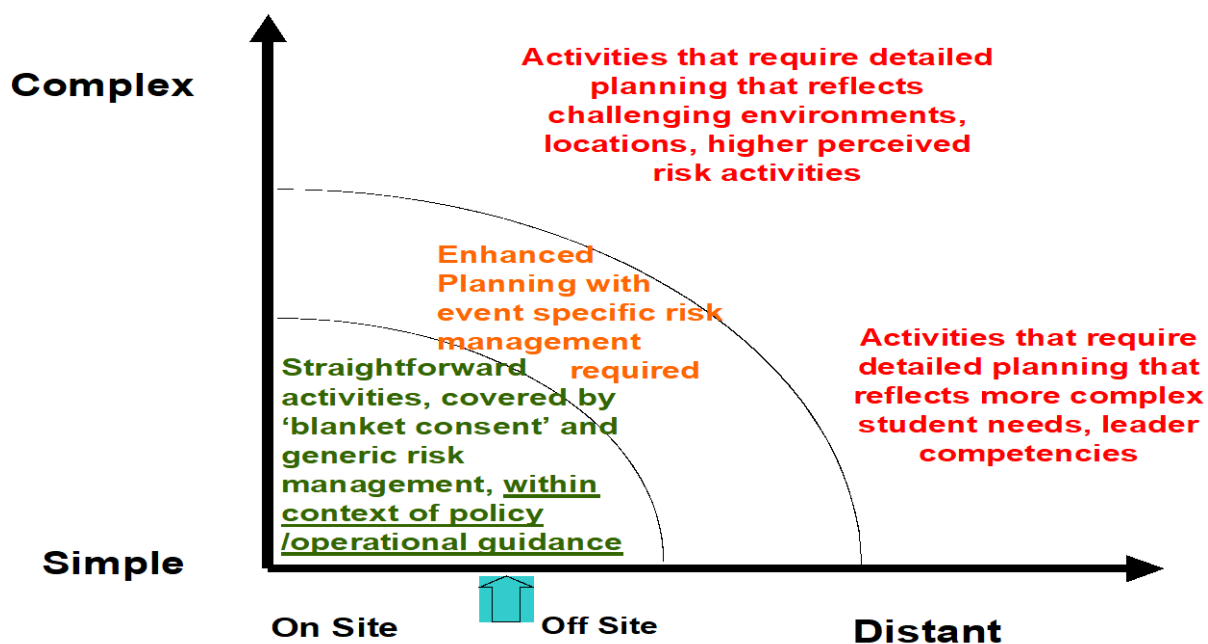 Complex
Activities that require detailed
planning that reflects
challenging environments,
locations, higher perceived
risk activities
Enhanced
Planning with
event specific risk
management
required
Straightforward
activities, covered by
‘blanket consent’ and
generic risk
management, within
context of policy
/operational guidance
Activities that require
detailed planning that
reflects more complex
student needs, leader
competencies
Simple
On Site
Off Site
Distant